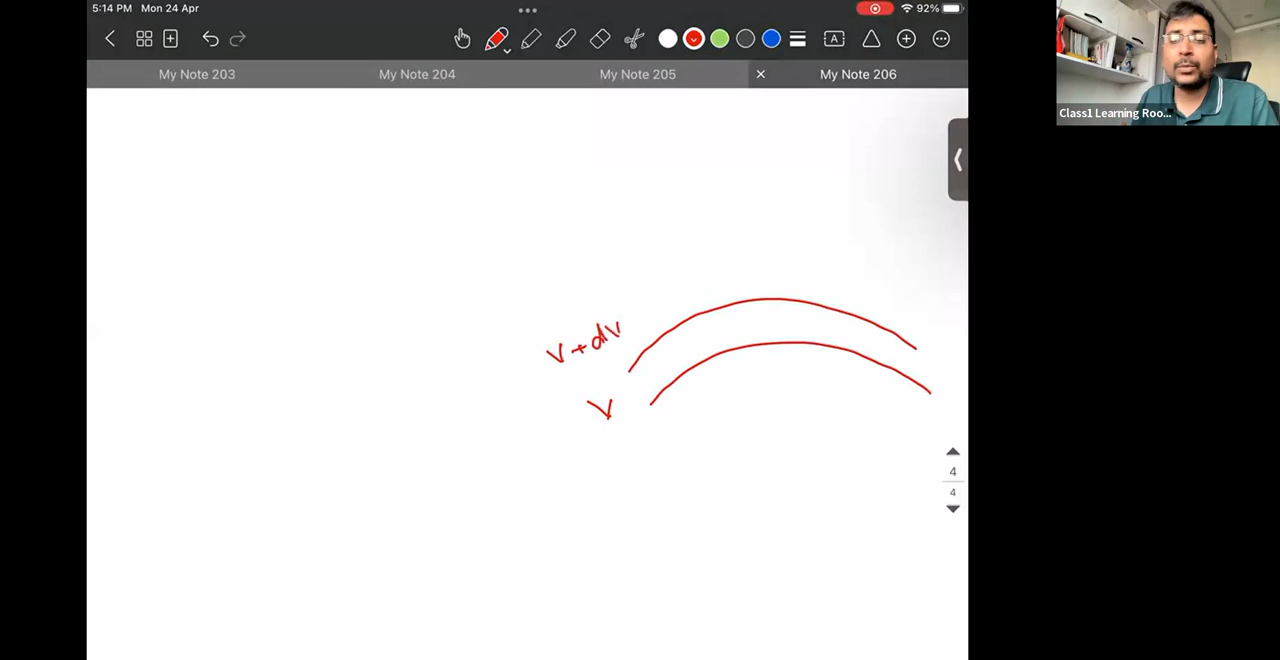 5:14 PM Mon 24 Apr
92%
A
My Note 203
My Note 204
My Note 205
My Note 206
Class1 Learning Roo...
V + dV
V
4
4